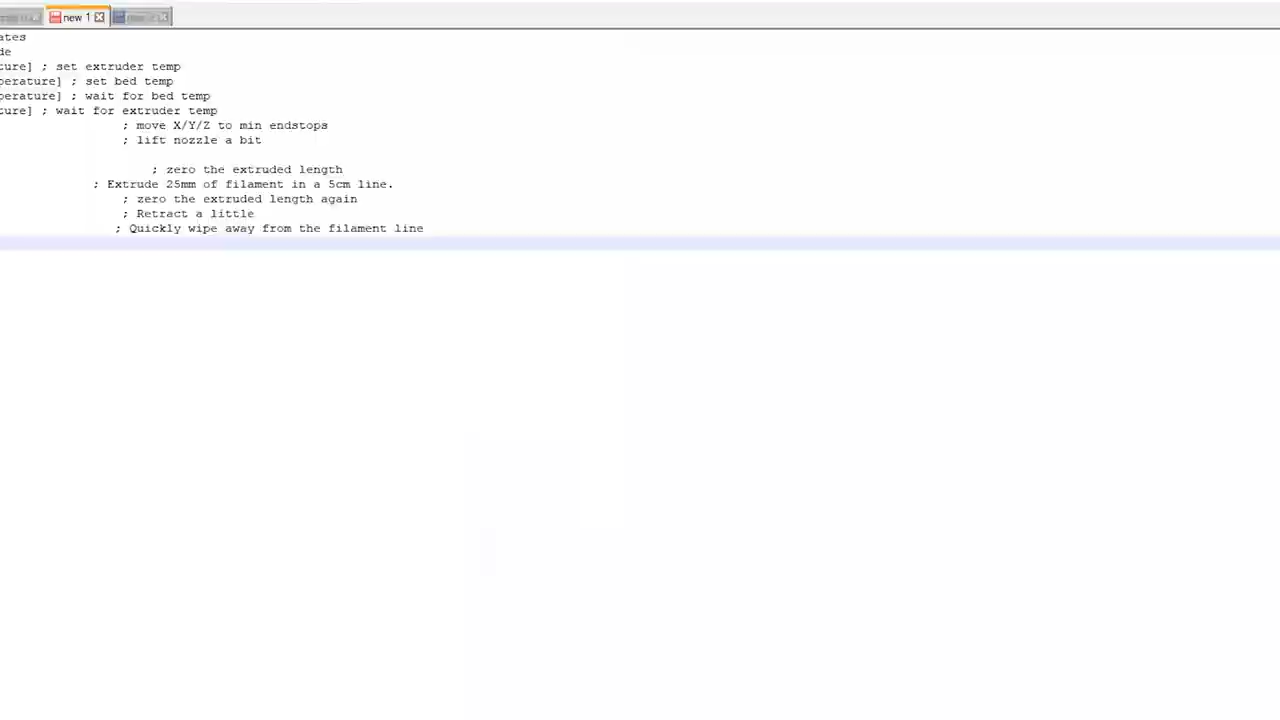 new 1
ates
de
ture] ; set extruder temp
perature] ; set bed temp
perature] ; wait for bed temp
ture] ; wait for extruder temp
; move X/Y/Z to min endstops
; lift nozzle a bit
; zero the extruded length
; Extrude 25mm of filament in a 5cm line.
; zero the extruded length again
; Retract a little
; Quickly wipe away from the filament line